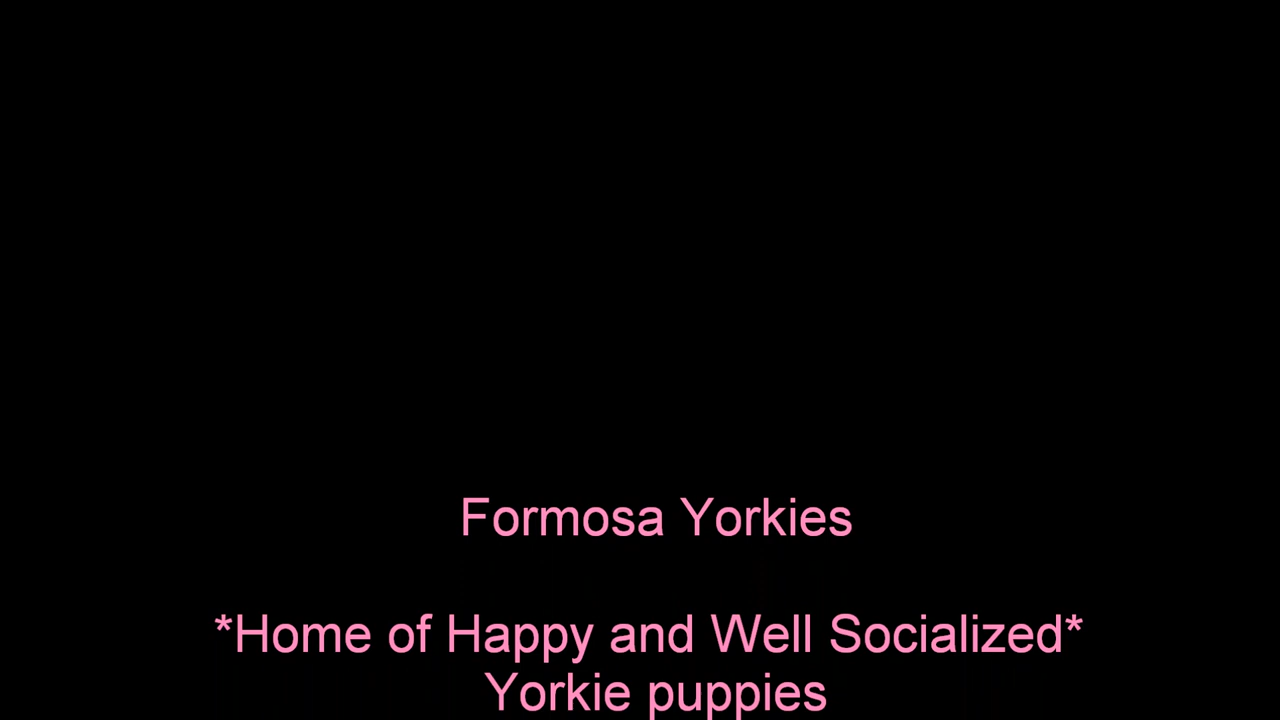 Formosa Yorkies
*Home of Happy and Well Socialized*
Yorkie puppies